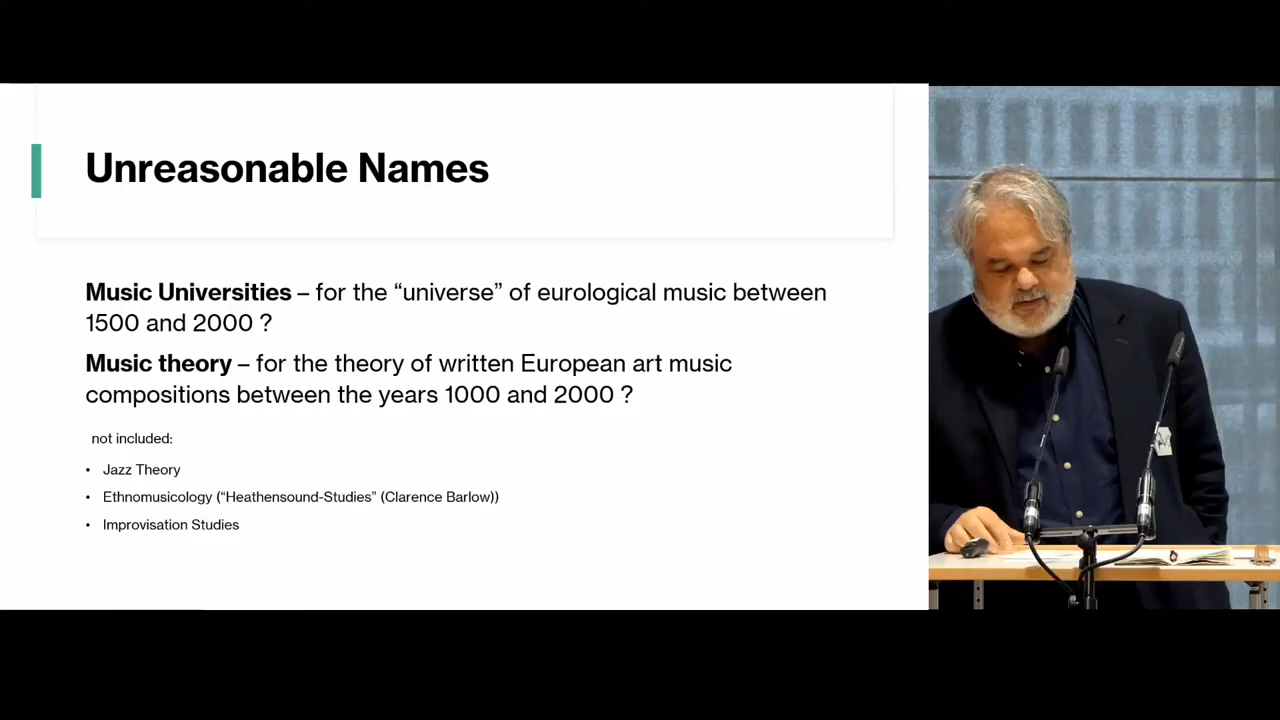 Unreasonable Names
Music Universities – for the “universe” of eurological music between
1500 and 2000 ?
Music theory – for the theory of written European art music
compositions between the years 1000 and 2000 ?
not included:
• Jazz Theory
• Ethnomusicology (“Heathensound-Studies” (Clarence Barlow))
• Improvisation Studies